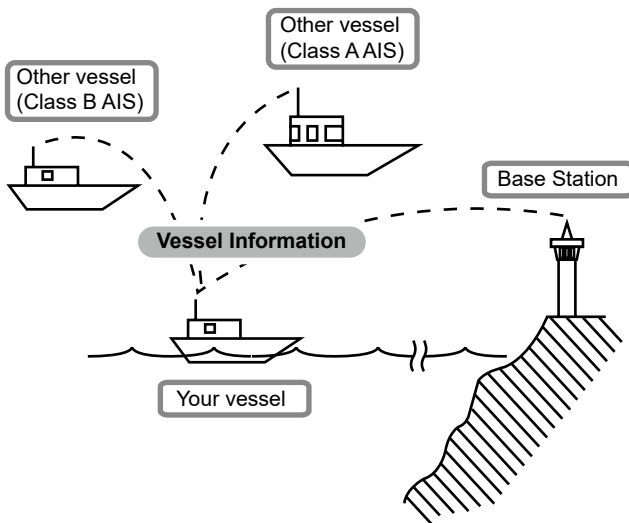 Other vessel
(Class A AIS)
Other vessel
(Class B AIS)
Base Station
Vessel Information
Your vessel